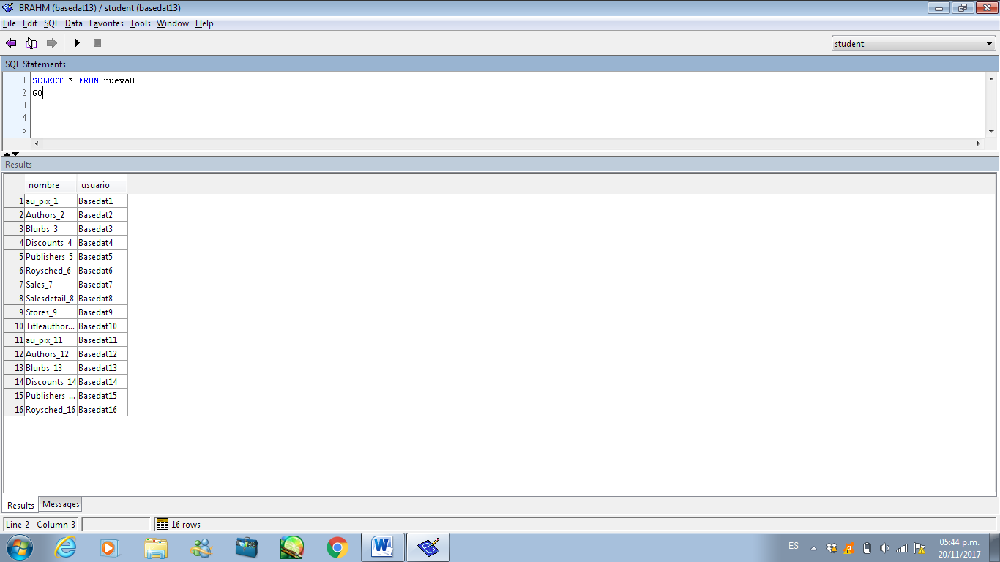 BRAHM (basedat13) / student (basedat13)
File Edit SQL Data Favorites Tools Window Help
student
SQL Statements
1 SELECT * FROM nueva8
2 GO
3
4
5
Results
nombre usuario
1 au_pix_1 Basedat1
2 Authors_2 Basedat2
3 Blurbs_3 Basedat3
4 Discounts_4 Basedat4
5 Publishers_5 Basedat5
6 Roysched_6 Basedat6
7 Sales_7 Basedat7
8 Salesdetail_8 Basedat8
9 Stores_9 Basedat9
10 Titleauthor... Basedat10
11 au_pix_11 Basedat11
12 Authors_12 Basedat12
13 Blurbs_13 Basedat13
14 Discounts_14 Basedat14
15 Publishers_... Basedat15
16 Roysched_16 Basedat16
Results Messages
Line 2 Column 3 16 rows
ES 05:44 p.m.
20/11/2017